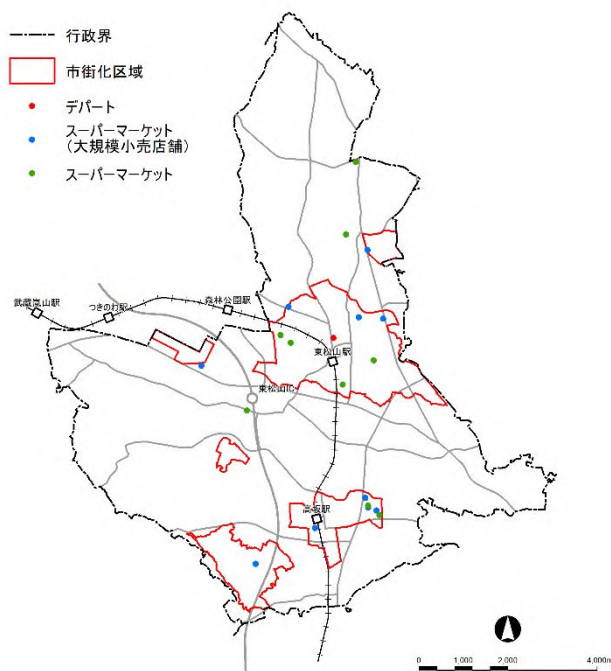 行政界
市街化区域
デパート
スーパーマーケット
(大規模小売店舗)
スーパーマーケット
武蔵嵐山駅
つきのわ駅
森林公園駅
東松山駅
東松山IC
高坂駅
0 1,000 2,000 4,000m